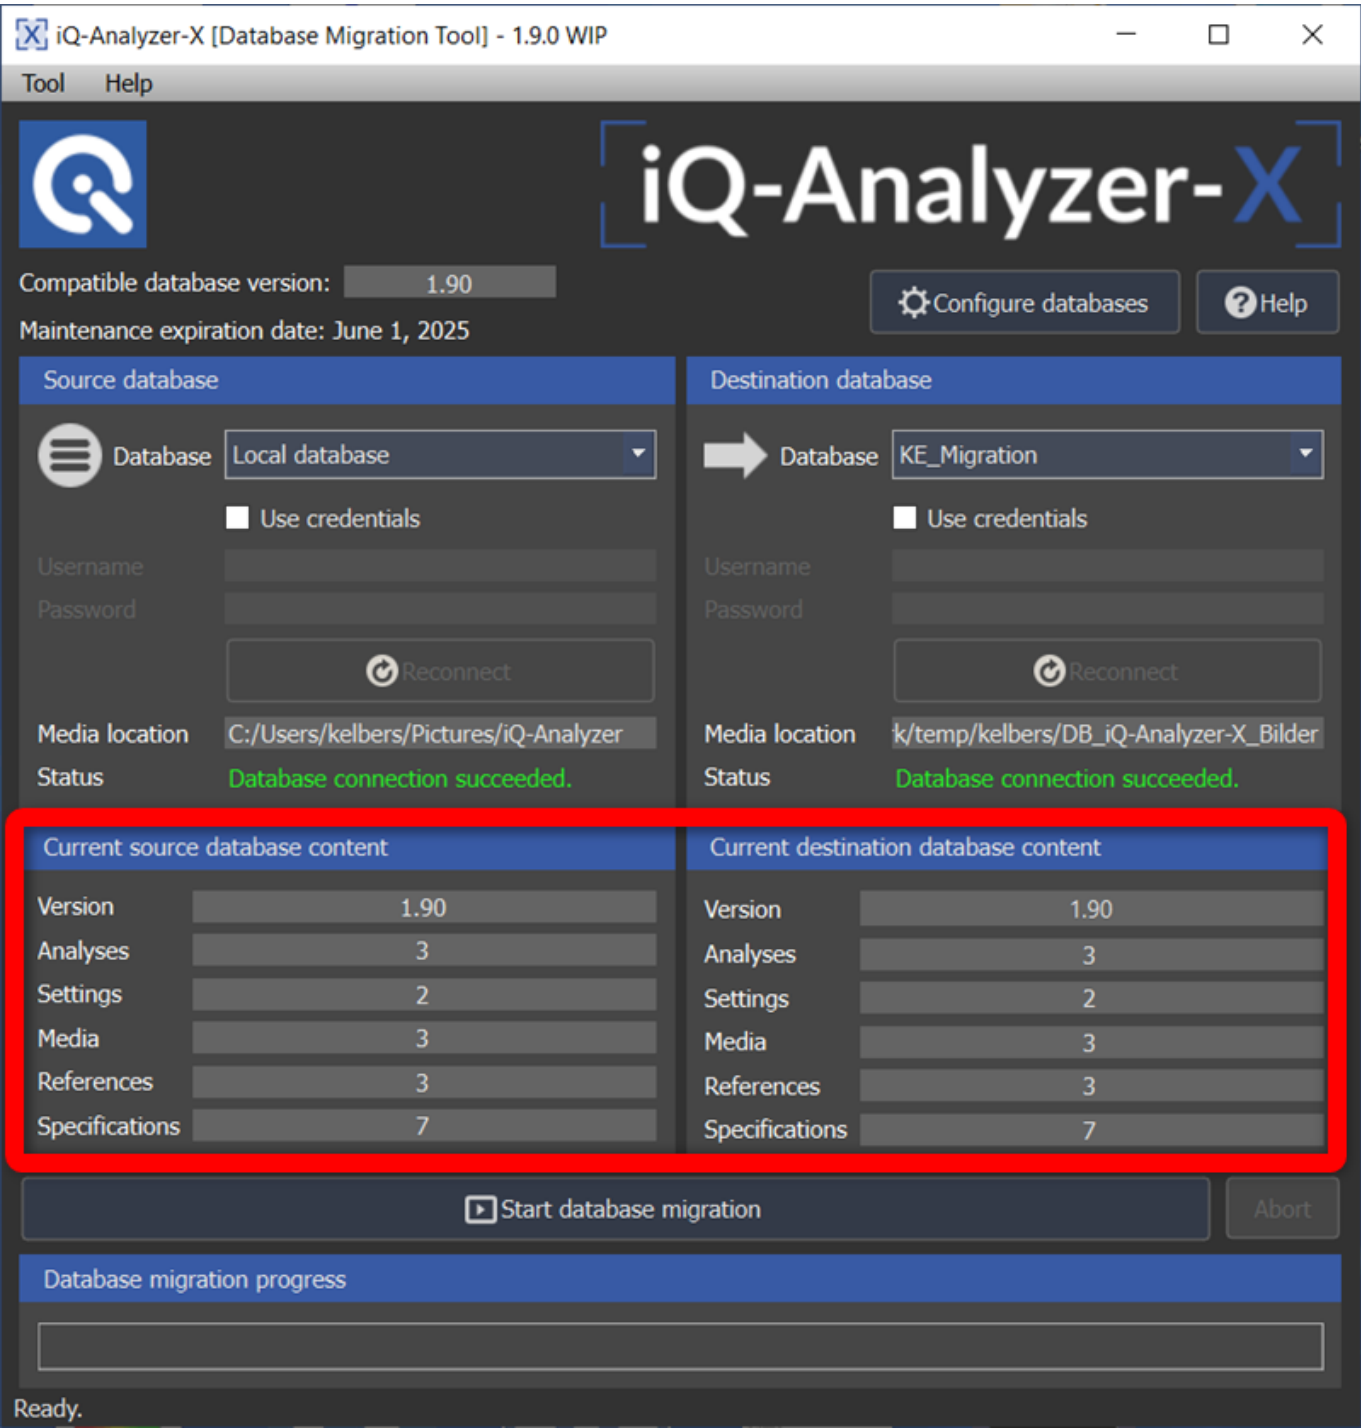 iQ-Analyzer-X [Database Migration Tool] - 1.9.0 WIP
Tool Help
iQ-Analyzer-X
Compatible database version: 1.90
Configure databases
Help
Maintenance expiration date: June 1, 2025
Source database
Database Local database
Use credentials
Username
Password
Reconnect
Media location C:/Users/kelbers/Pictures/iQ-Analyzer
Status Database connection succeeded.
Destination database
Database KE_Migration
Use credentials
Username
Password
Reconnect
Media location k/temp/kelbers/DB_iQ-Analyzer-X_Bilder
Status Database connection succeeded.
Current source database content
Version 1.90
Analyses 3
Settings 2
Media 3
References 3
Specifications 7
Current destination database content
Version 1.90
Analyses 3
Settings 2
Media 3
References 3
Specifications 7
Start database migration
Abort
Database migration progress
Ready.